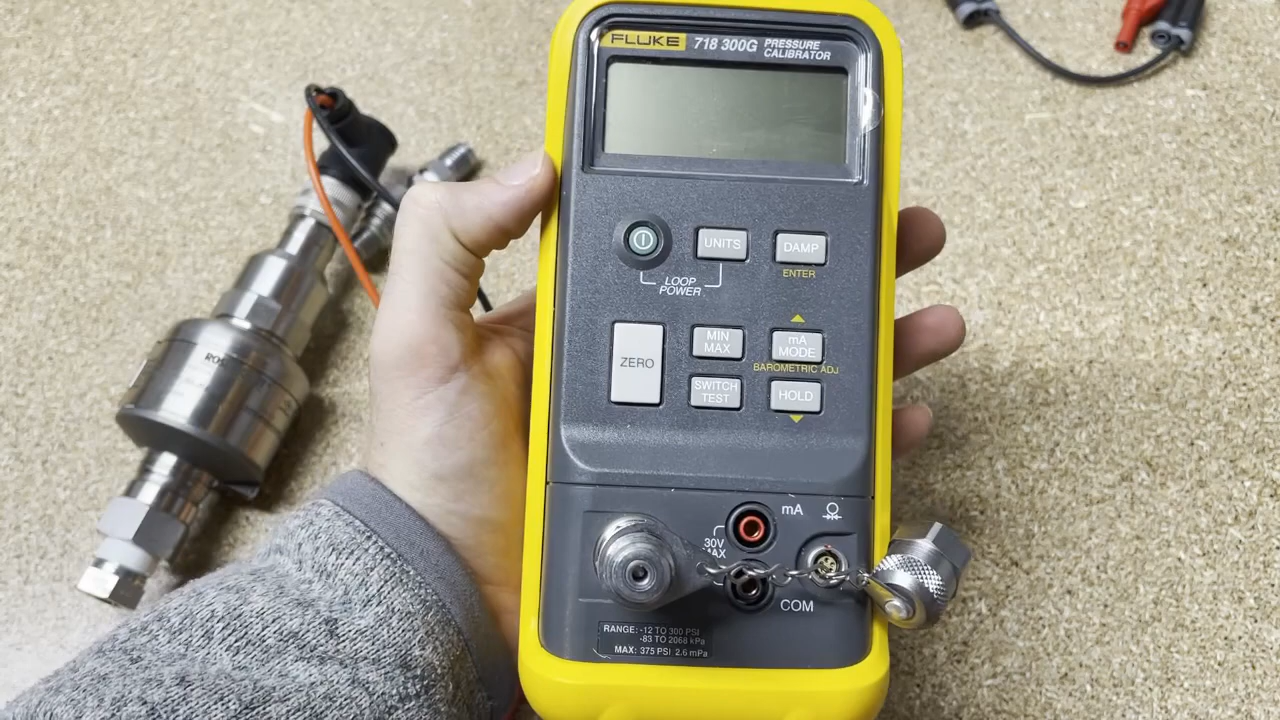 FLUKE 718 300G PRESSURE
CALIBRATOR
UNITS
DAMP
ENTER
LOOP
POWER
ZERO
MIN
MAX
mA
MODE
BAROMETRIC ADJ
SWITCH
TEST
HOLD
mA
30V
MAX
COM
RANGE: -12 TO 300 PSI
-83 TO 2068 kPa
MAX: 375 PSI 2.6 mPa